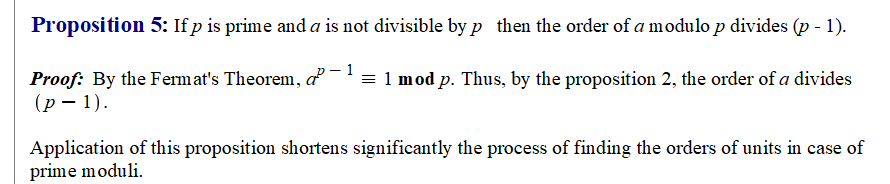 Proposition 5: If p is prime and a is not divisible by p then the order of a modulo p divides (p - 1).
Proof: By the Fermat's Theorem, a^{p − 1} ≡ 1 mod p. Thus, by the proposition 2, the order of a divides
(p − 1).
Application of this proposition shortens significantly the process of finding the orders of units in case of
prime moduli.